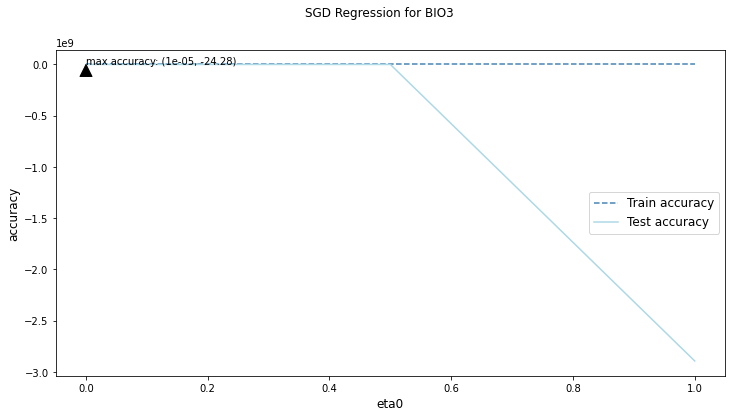 SGD Regression for BIO3
1e9
max accuracy: (1e-05, -24.28)
0.0
−0.5
−1.0
−1.5
−2.0
−2.5
−3.0
accuracy
Train accuracy
Test accuracy
0.0 0.2 0.4 0.6 0.8 1.0
eta0